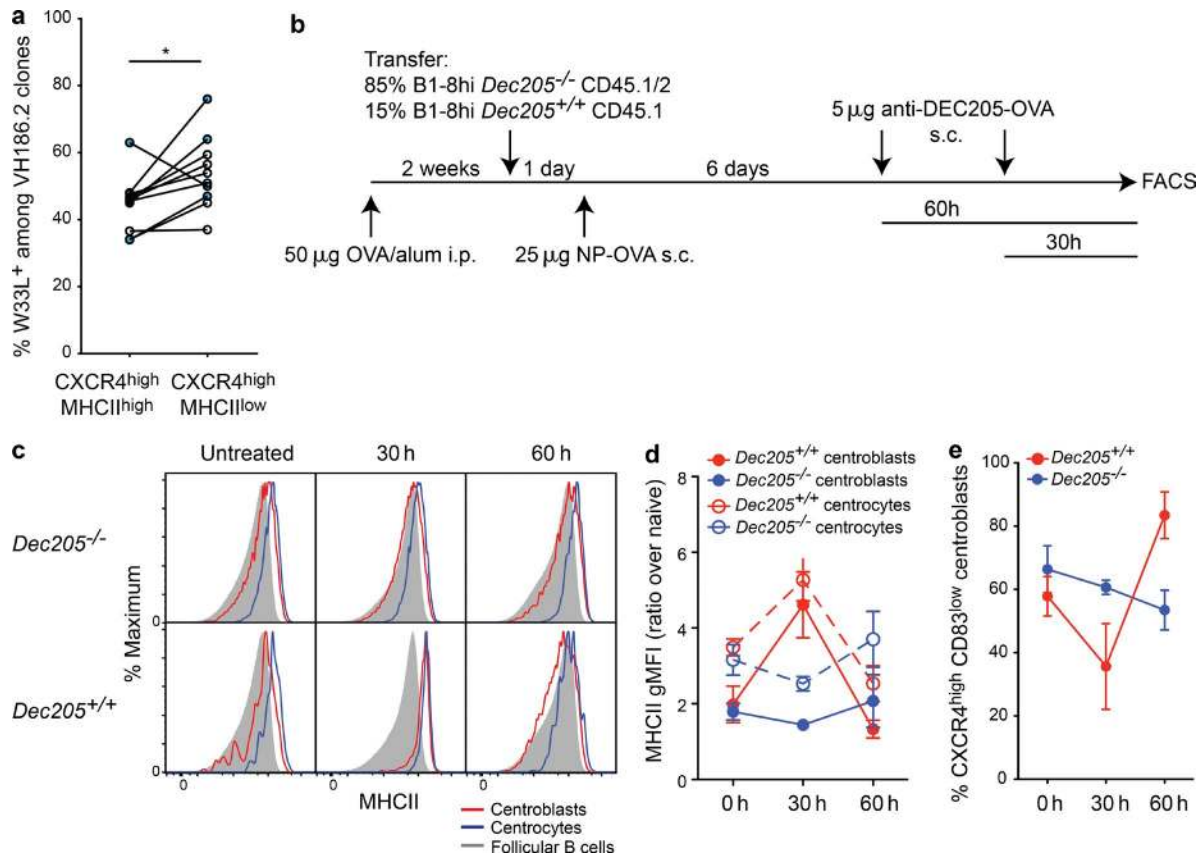 a
100
80
60
40
20
0
% W33L+ among VH186.2 clones
*
CXCR4high
MHCIIhigh
CXCR4high
MHCIIlow
b
Transfer:
85% B1-8hi Dec205-/- CD45.1/2
15% B1-8hi Dec205+/+ CD45.1
5 µg anti-DEC205-OVA
s.c.
2 weeks
1 day
6 days
FACS
60h
30h
50 µg OVA/alum i.p.
25 µg NP-OVA s.c.
c
Untreated
30 h
60 h
Dec205-/-
Dec205+/+
% Maximum
0
0
0
0
0
MHCII
Centroblasts
Centrocytes
Follicular B cells
d
Dec205+/+ centroblasts
Dec205-/- centroblasts
Dec205+/+ centrocytes
Dec205-/- centrocytes
MHCII gMFI (ratio over naive)
8
6
4
2
0
0 h
30 h
60 h
e
Dec205+/+
Dec205-/-
% CXCR4high CD83low centroblasts
100
80
60
40
20
0
0 h
30 h
60 h